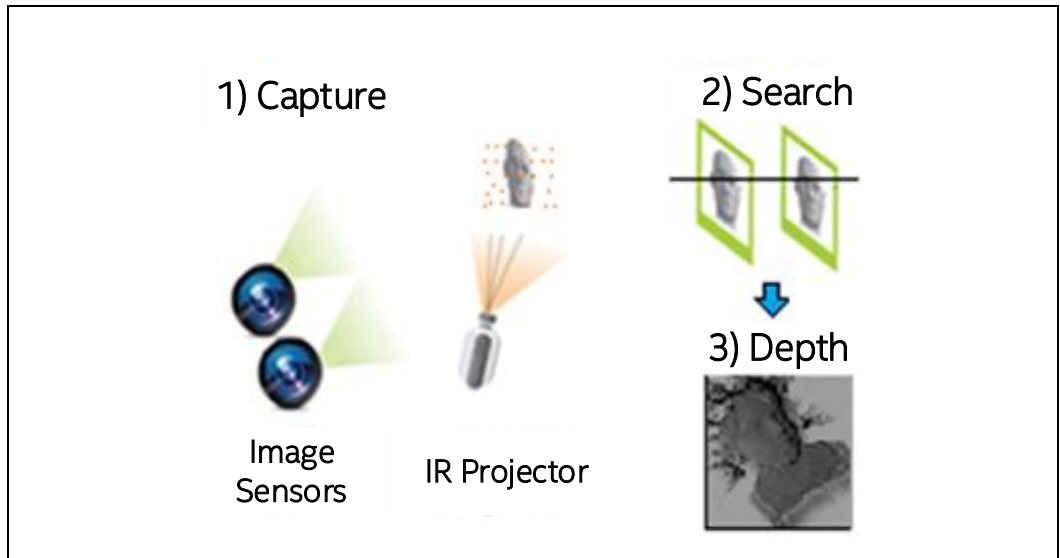 1) Capture
2) Search
3) Depth
Image
Sensors
IR Projector